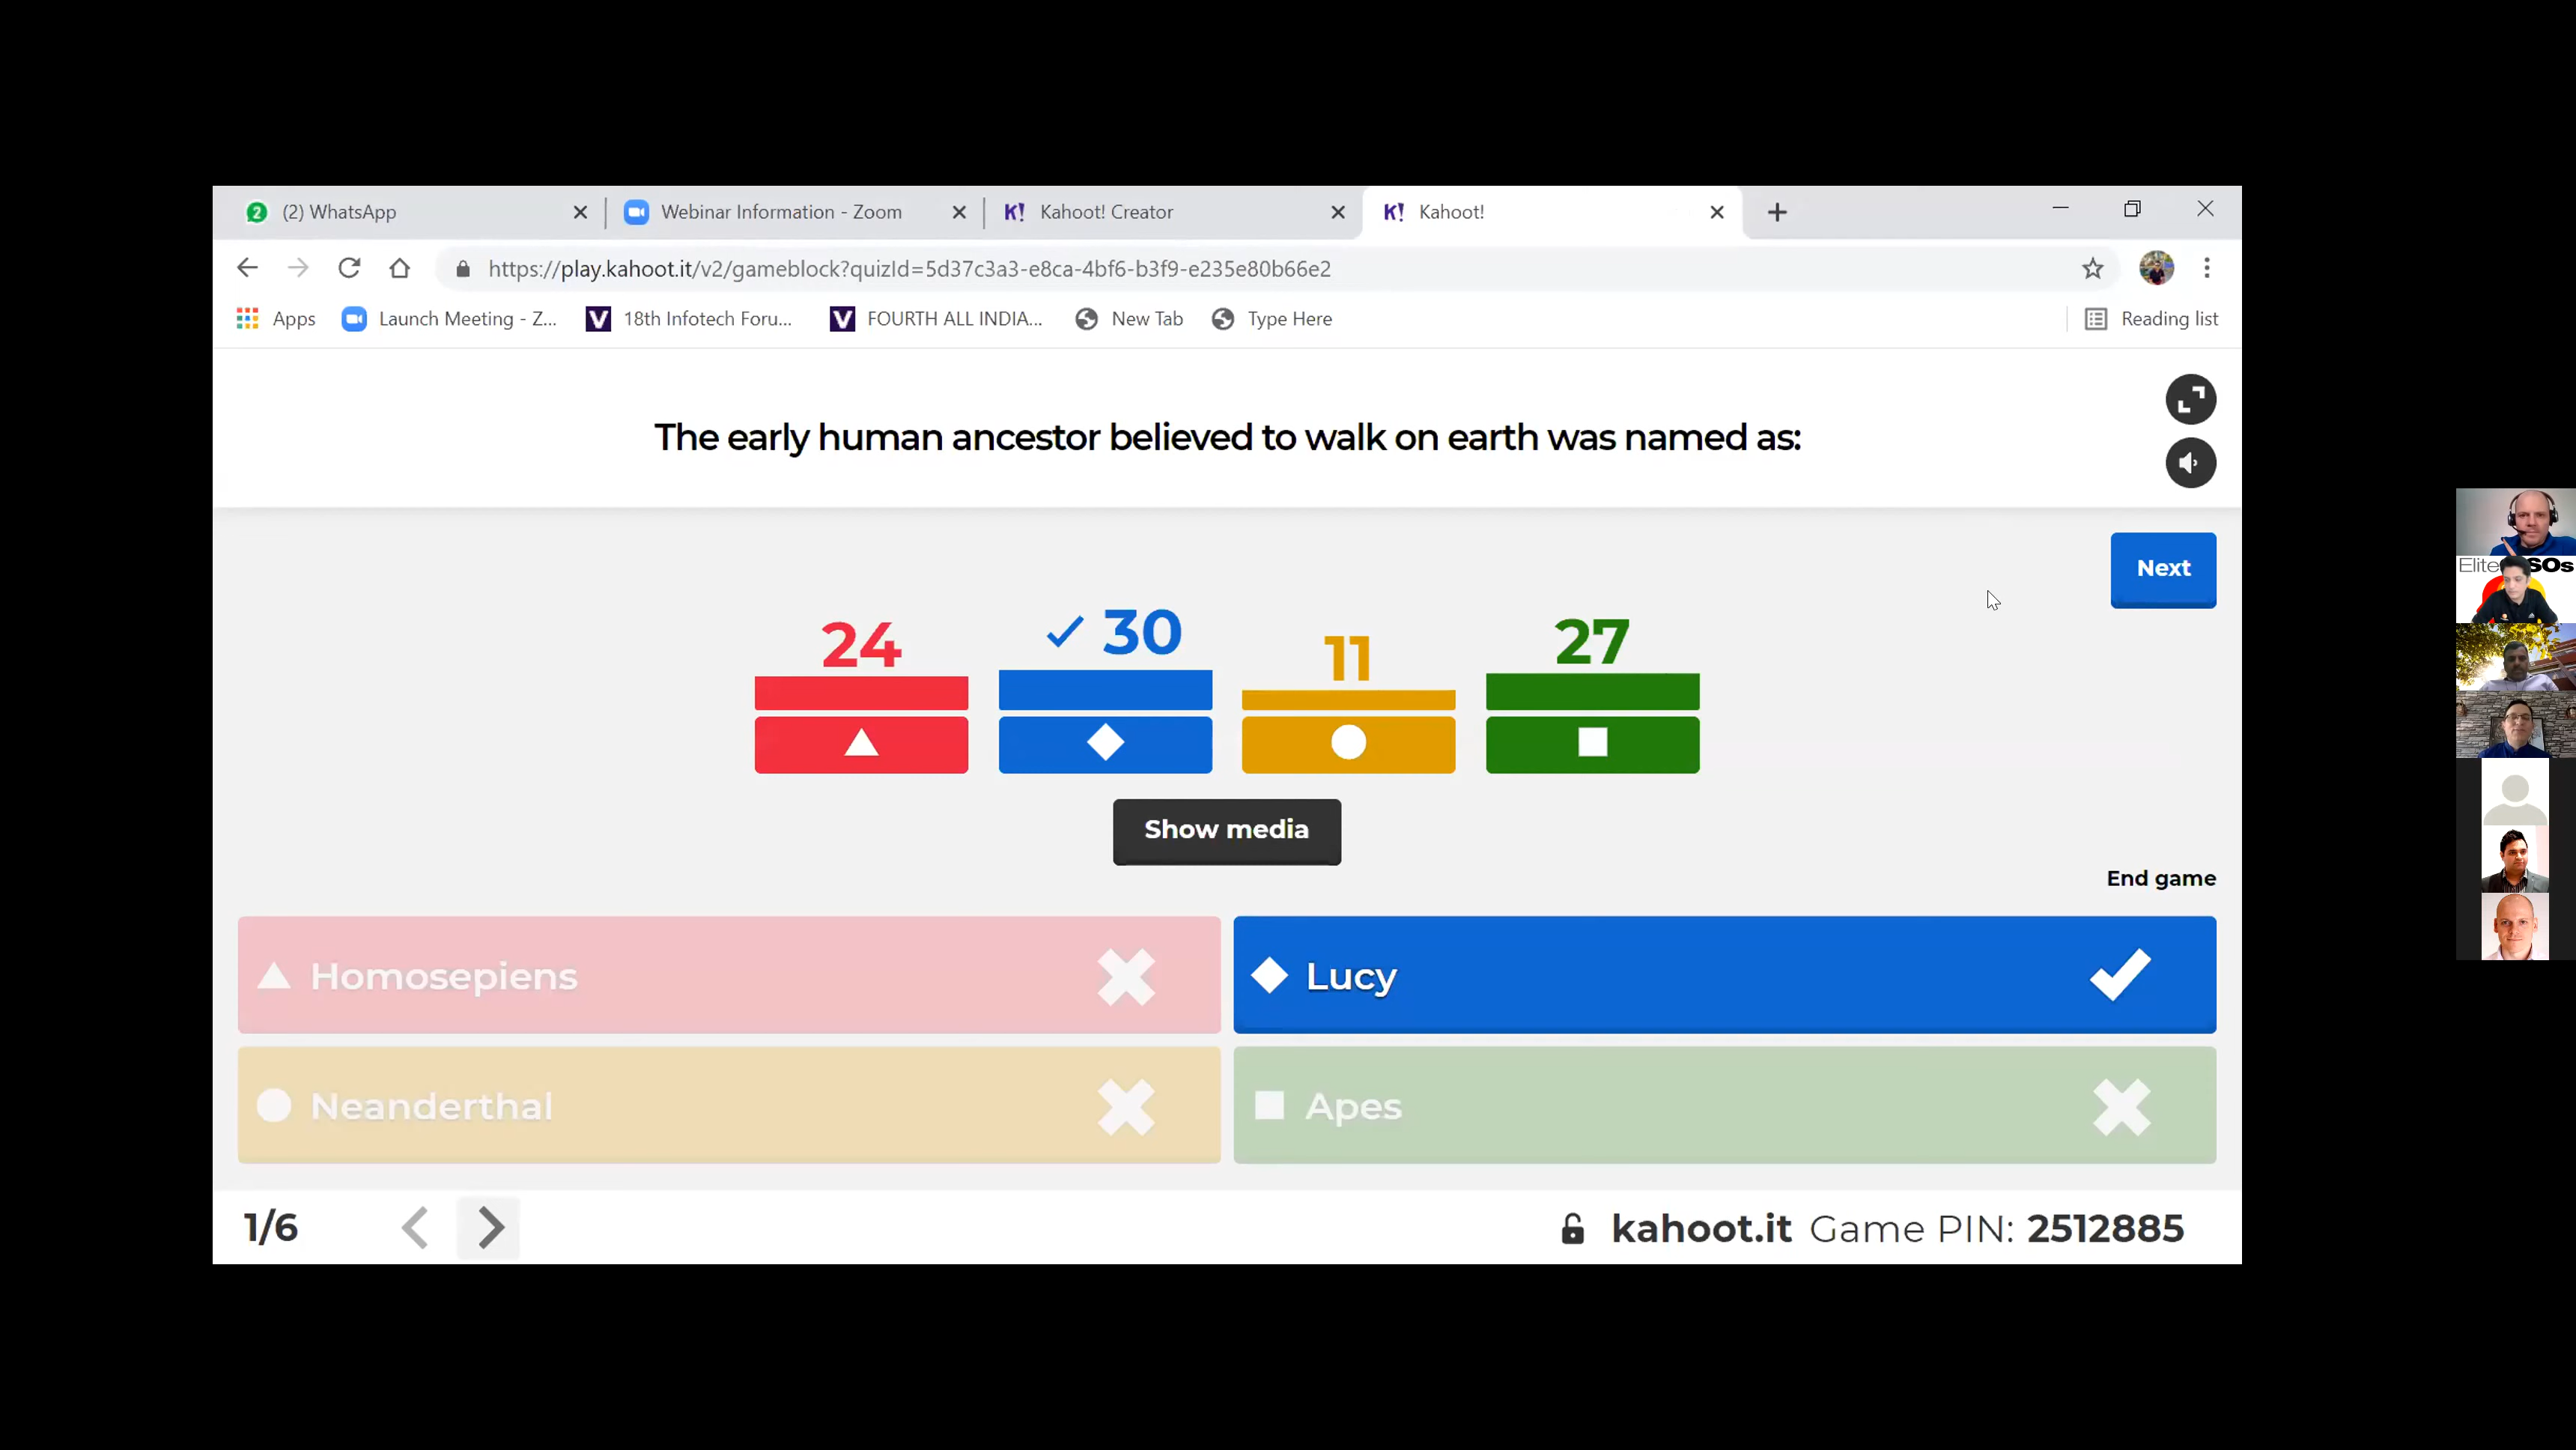 2 (2) WhatsApp
Webinar Information - Zoom
K! Kahoot! Creator
K! Kahoot!
https://play.kahoot.it/v2/gameblock?quizId=5d37c3a3-e8ca-4bf6-b3f9-e235e80b66e2
Apps
Launch Meeting - Z...
V 18th Infotech Foru...
V FOURTH ALL INDIA...
New Tab
Type Here
Reading list
The early human ancestor believed to walk on earth was named as:
Next
24
30
11
27
Show media
End game
Homosepiens
Lucy
Neanderthal
Apes
1/6
kahoot.it Game PIN: 2512885
Elite